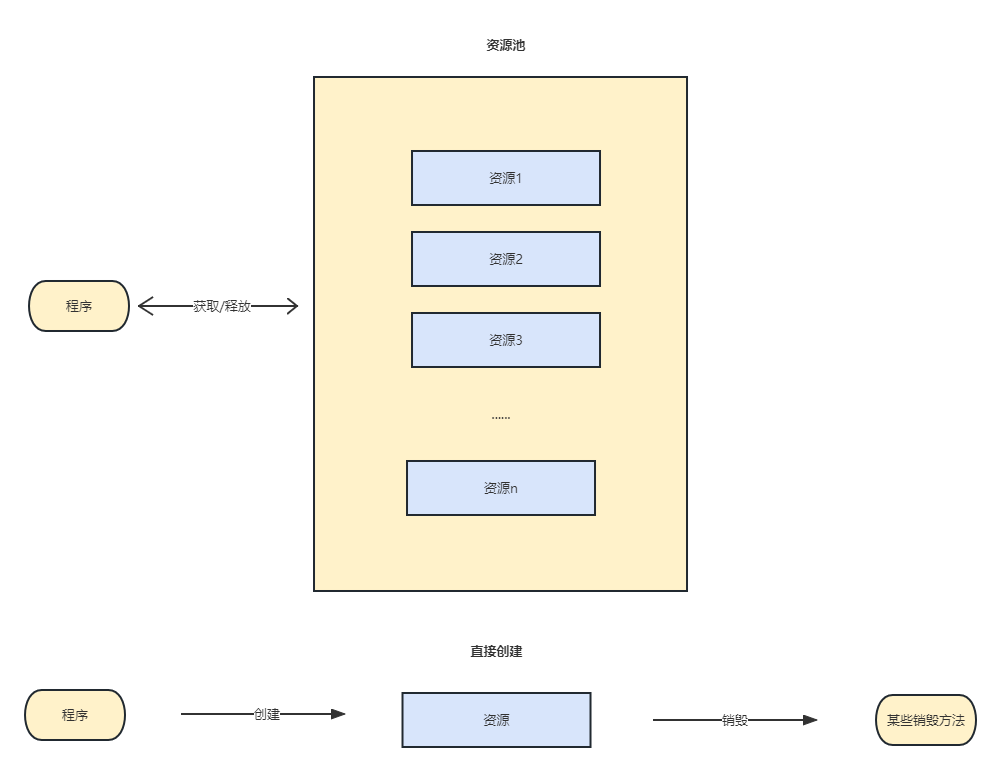 资源池
资源1
资源2
程序
获取/释放
资源3
......
资源n
直接创建
程序
创建
资源
销毁
某些销毁方法